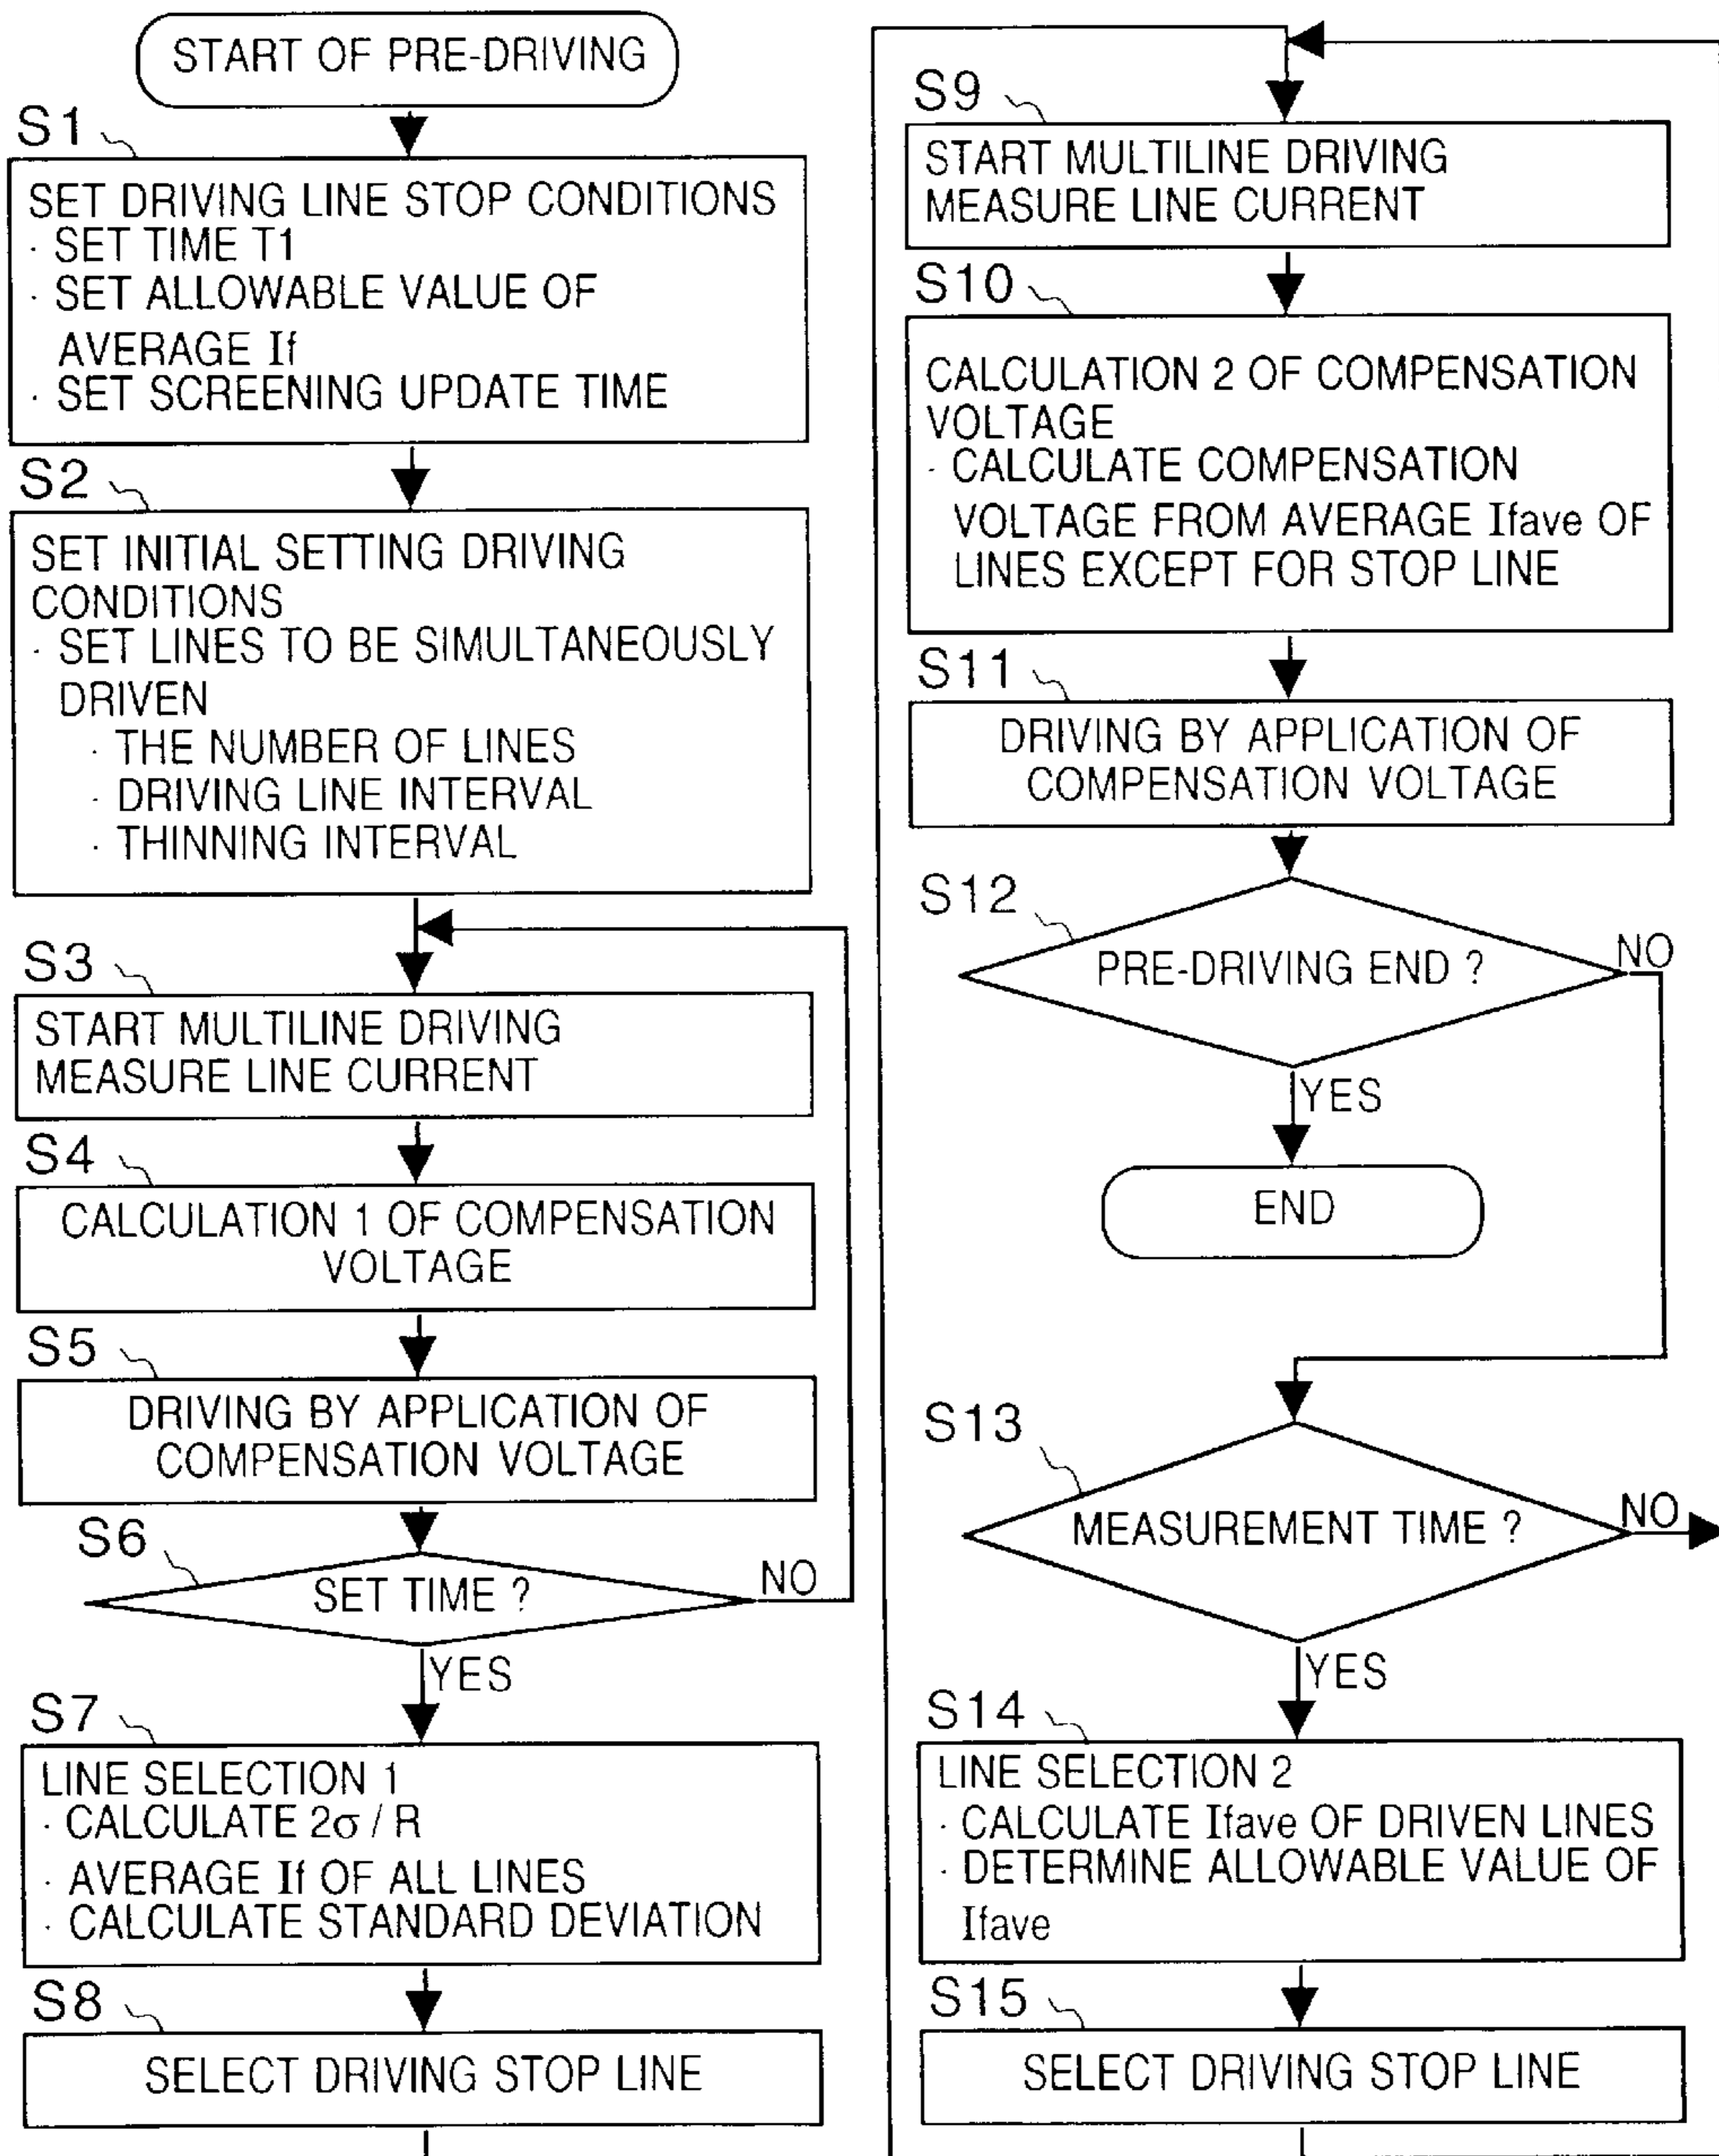 START OF PRE-DRIVING
S1
SET DRIVING LINE STOP CONDITIONS
· SET TIME T1
· SET ALLOWABLE VALUE OF
AVERAGE If
· SET SCREENING UPDATE TIME
S2
SET INITIAL SETTING DRIVING
CONDITIONS
· SET LINES TO BE SIMULTANEOUSLY
DRIVEN
· THE NUMBER OF LINES
· DRIVING LINE INTERVAL
· THINNING INTERVAL
S3
START MULTILINE DRIVING
MEASURE LINE CURRENT
S4
CALCULATION 1 OF COMPENSATION
VOLTAGE
S5
DRIVING BY APPLICATION OF
COMPENSATION VOLTAGE
S6
SET TIME ?
NO
YES
S7
LINE SELECTION 1
· CALCULATE 2σ / R
· AVERAGE If OF ALL LINES
· CALCULATE STANDARD DEVIATION
S8
SELECT DRIVING STOP LINE
S9
START MULTILINE DRIVING
MEASURE LINE CURRENT
S10
CALCULATION 2 OF COMPENSATION
VOLTAGE
· CALCULATE COMPENSATION
VOLTAGE FROM AVERAGE Ifave OF
LINES EXCEPT FOR STOP LINE
S11
DRIVING BY APPLICATION OF
COMPENSATION VOLTAGE
S12
PRE-DRIVING END ?
NO
YES
END
S13
MEASUREMENT TIME ?
NO
YES
S14
LINE SELECTION 2
· CALCULATE Ifave OF DRIVEN LINES
· DETERMINE ALLOWABLE VALUE OF
Ifave
S15
SELECT DRIVING STOP LINE